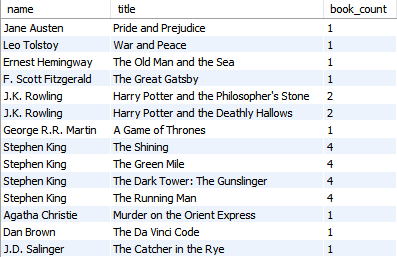 name title book_count
Jane Austen Pride and Prejudice 1
Leo Tolstoy War and Peace 1
Ernest Hemingway The Old Man and the Sea 1
F. Scott Fitzgerald The Great Gatsby 1
J.K. Rowling Harry Potter and the Philosopher's Stone 2
J.K. Rowling Harry Potter and the Deathly Hallows 2
George R.R. Martin A Game of Thrones 1
Stephen King The Shining 4
Stephen King The Green Mile 4
Stephen King The Dark Tower: The Gunslinger 4
Stephen King The Running Man 4
Agatha Christie Murder on the Orient Express 1
Dan Brown The Da Vinci Code 1
J.D. Salinger The Catcher in the Rye 1